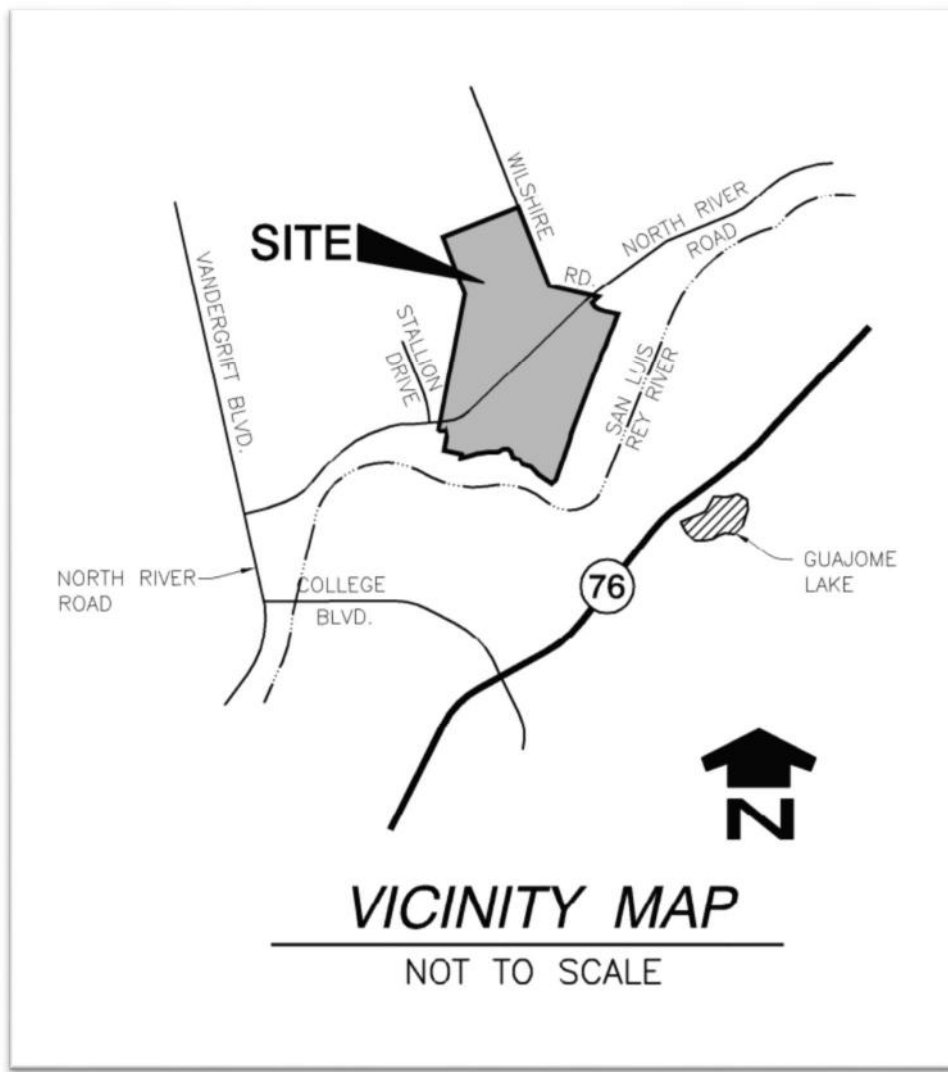 WILSHIRE
RD.
NORTH RIVER
ROAD
SITE
VANDERGRIFT BLVD.
STALLION
DRIVE
SAN LUIS
REY RIVER
GUAJOME
LAKE
NORTH RIVER
ROAD
COLLEGE
BLVD.
76
N
VICINITY MAP
NOT TO SCALE